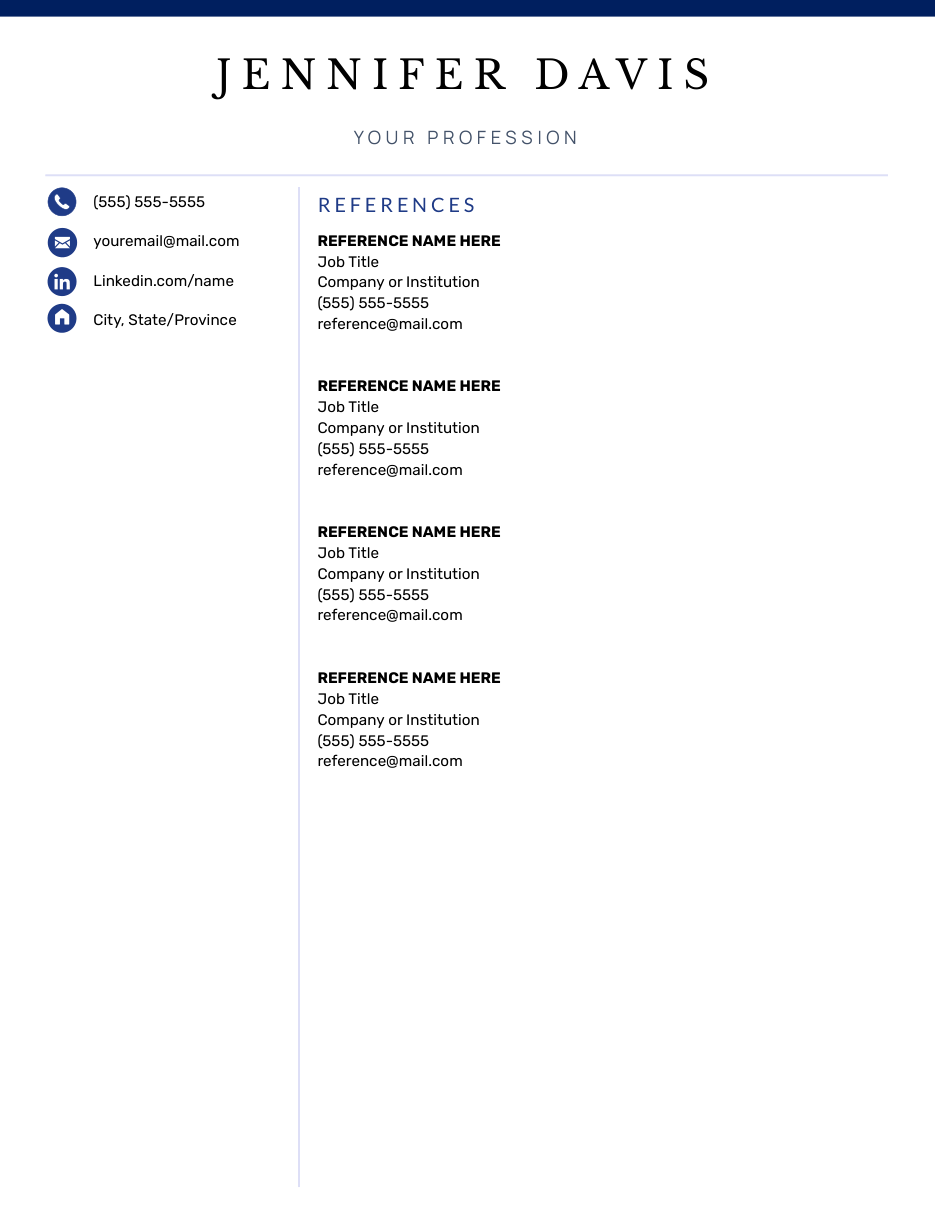 JENNIFER DAVIS
YOUR PROFESSION
(555) 555-5555
youremail@mail.com
Linkedin.com/name
City, State/Province
REFERENCES
REFERENCE NAME HERE
Job Title
Company or Institution
(555) 555-5555
reference@mail.com
REFERENCE NAME HERE
Job Title
Company or Institution
(555) 555-5555
reference@mail.com
REFERENCE NAME HERE
Job Title
Company or Institution
(555) 555-5555
reference@mail.com
REFERENCE NAME HERE
Job Title
Company or Institution
(555) 555-5555
reference@mail.com